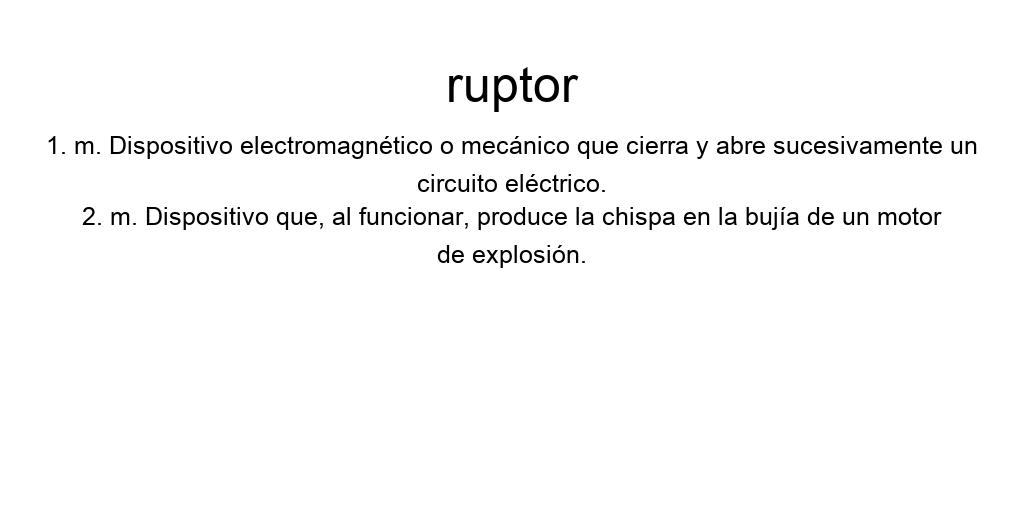 ruptor
1. m. Dispositivo electromagnético o mecánico que cierra y abre sucesivamente un
circuito eléctrico.
2. m. Dispositivo que, al funcionar, produce la chispa en la bujía de un motor
de explosión.